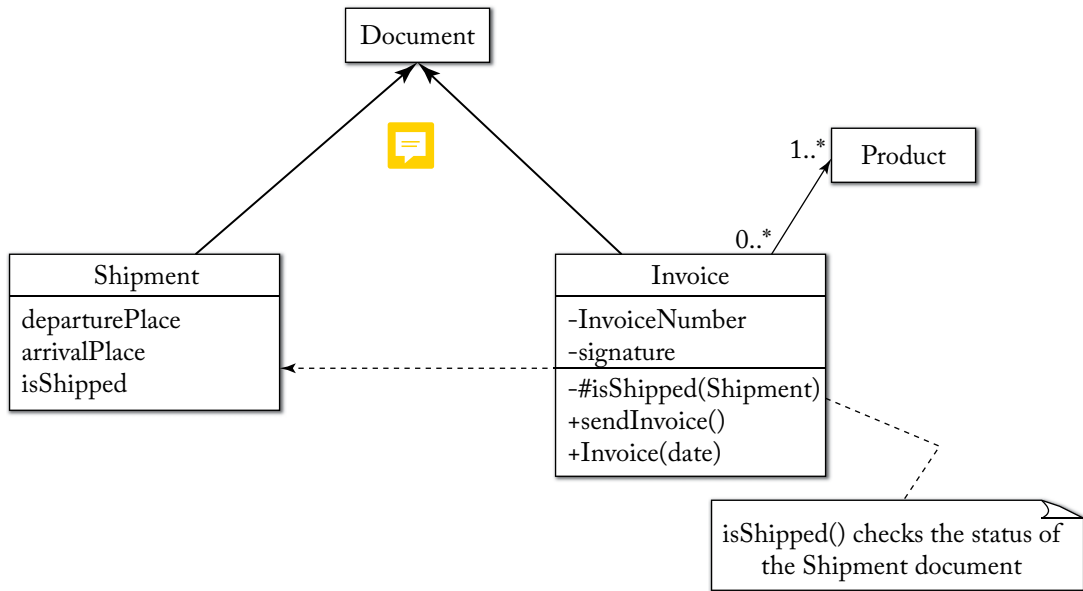 Document
1..*
Product
0..*
Shipment
departurePlace
arrivalPlace
isShipped
Invoice
-InvoiceNumber
-signature
-#isShipped(Shipment)
+sendInvoice()
+Invoice(date)
isShipped() checks the status of
the Shipment document